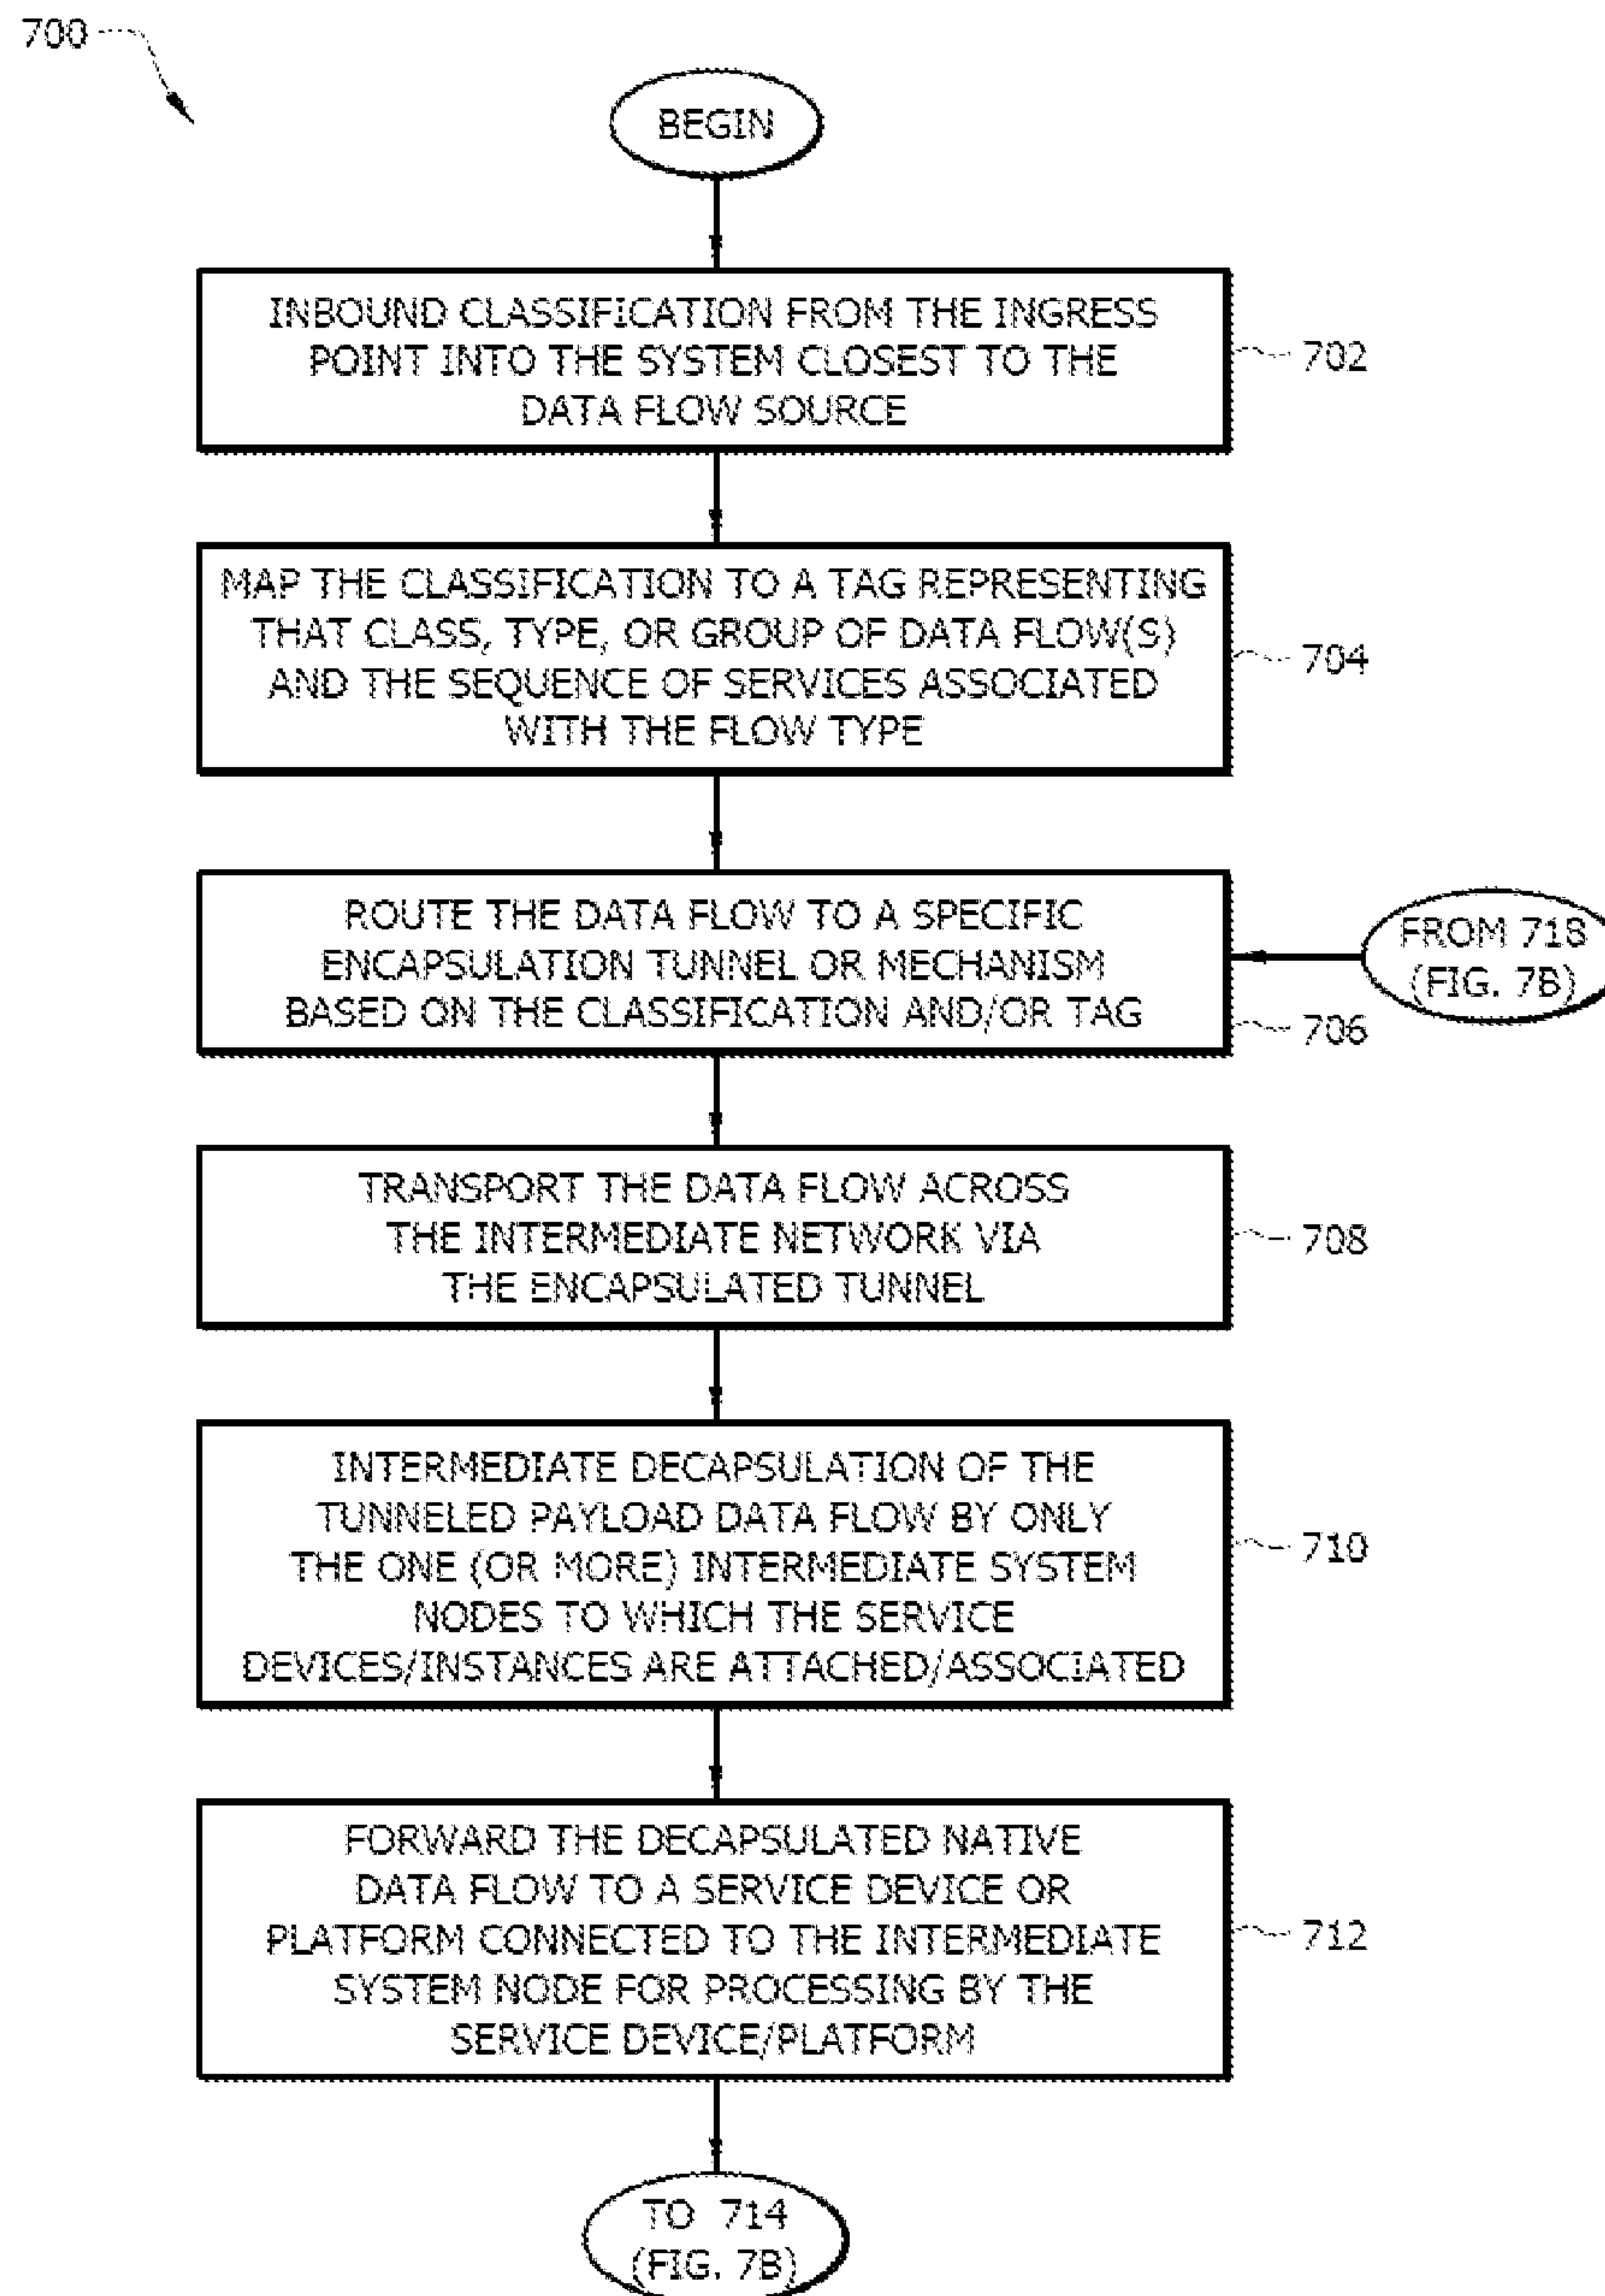 700
BEGIN
INBOUND CLASSIFICATION FROM THE INGRESS
POINT INTO THE SYSTEM CLOSEST TO THE
DATA FLOW SOURCE
702
MAP THE CLASSIFICATION TO A TAG REPRESENTING
THAT CLASS, TYPE, OR GROUP OF DATA FLOW(S)
AND THE SEQUENCE OF SERVICES ASSOCIATED
WITH THE FLOW TYPE
704
ROUTE THE DATA FLOW TO A SPECIFIC
ENCAPSULATION TUNNEL OR MECHANISM
BASED ON THE CLASSIFICATION AND/OR TAG
FROM 718
(FIG. 7B)
706
TRANSPORT THE DATA FLOW ACROSS
THE INTERMEDIATE NETWORK VIA
THE ENCAPSULATED TUNNEL
708
INTERMEDIATE DECAPSULATION OF THE
TUNNELED PAYLOAD DATA FLOW BY ONLY
THE ONE (OR MORE) INTERMEDIATE SYSTEM
NODES TO WHICH THE SERVICE
DEVICES/INSTANCES ARE ATTACHED/ASSOCIATED
710
FORWARD THE DECAPSULATED NATIVE
DATA FLOW TO A SERVICE DEVICE OR
PLATFORM CONNECTED TO THE INTERMEDIATE
SYSTEM NODE FOR PROCESSING BY THE
SERVICE DEVICE/PLATFORM
712
TO 714
(FIG. 7B)